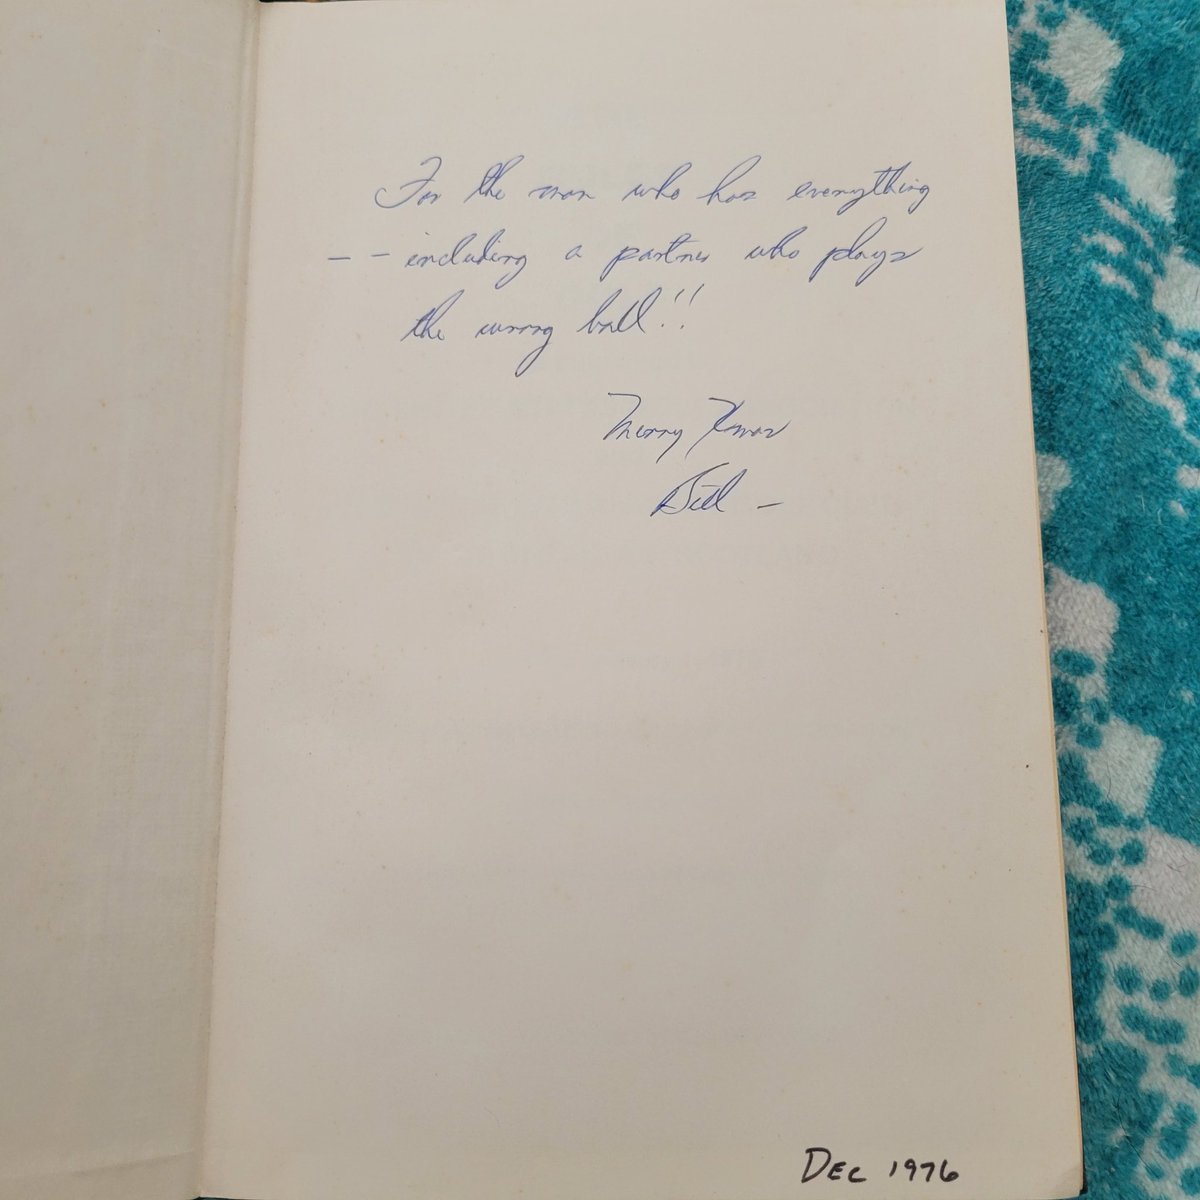 For the man who has everything
-- including a partner who plays
the wrong ball!!
Merry Xmas
Bill -
DEC 1976